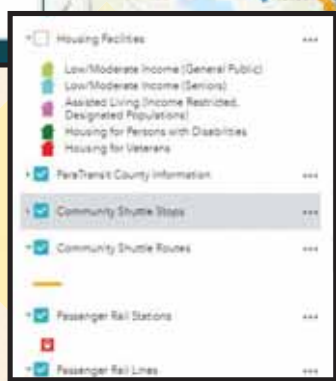 Housing Facilities
Low/Moderate Income (General Public)
Low/Moderate Income (Seniors)
Assisted Living (Income Restricted,
Designated Populations)
Housing for Persons with Disabilities
Housing for Veterans
ParaTransit County Information
Community Shuttle Stops
Community Shuttle Routes
Passenger Rail Stations
Passenger Rail Lines